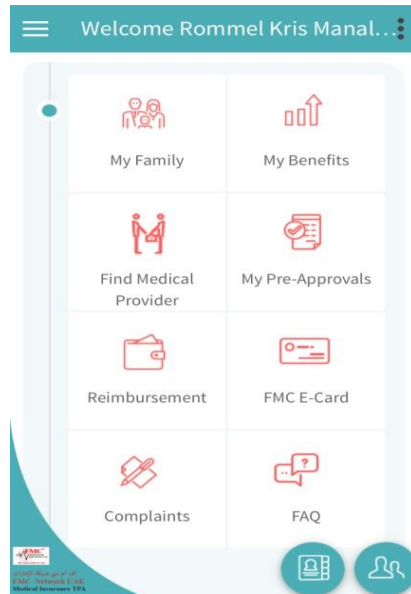 Welcome Rommel Kris Manal...
My Family
My Benefits
Find Medical
Provider
My Pre-Approvals
Reimbursement
FMC E-Card
Complaints
FAQ
FMC
FMC Network UAE
Medical Insurance TPA